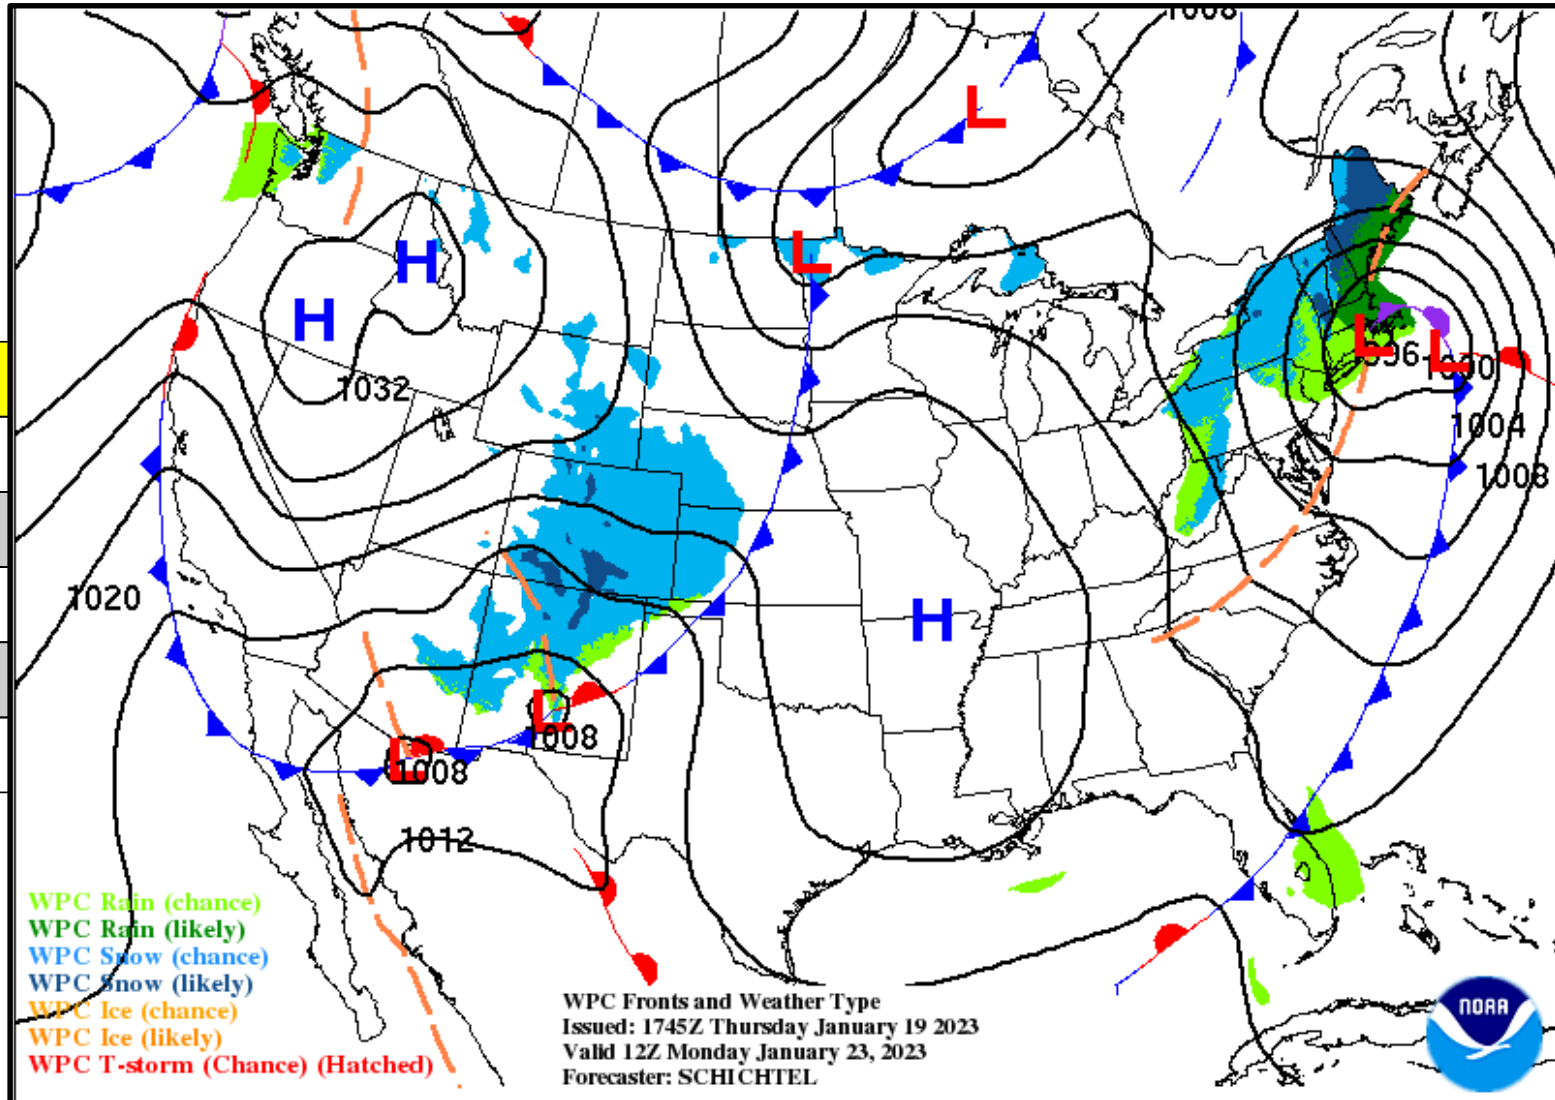 1008
H
H
L
L
1032
L
996
L
1000
1004
1008
1020
H
L
1008
L
1008
1012
WPC Rain (chance)
WPC Rain (likely)
WPC Snow (chance)
WPC Snow (likely)
WPC Ice (chance)
WPC Ice (likely)
WPC T-storm (Chance) (Hatched)
WPC Fronts and Weather Type
Issued: 1745Z Thursday January 19 2023
Valid 12Z Monday January 23, 2023
Forecaster: SCHICHTEL
NOAA